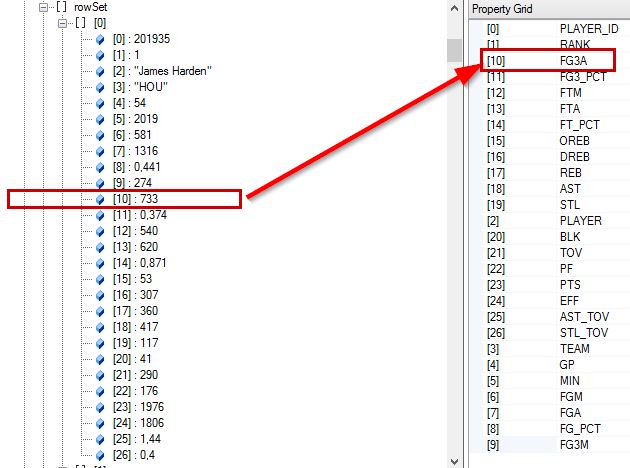 rowSet
[0]
[0] : 201935
[1] : 1
[2] : "James Harden"
[3] : "HOU"
[4] : 54
[5] : 2019
[6] : 581
[7] : 1316
[8] : 0,441
[9] : 274
[10] : 733
[11] : 0,374
[12] : 540
[13] : 620
[14] : 0,871
[15] : 53
[16] : 307
[17] : 360
[18] : 417
[19] : 117
[20] : 41
[21] : 290
[22] : 176
[23] : 1976
[24] : 1806
[25] : 1,44
[26] : 0,4
Property Grid
[0] PLAYER_ID
[1] RANK
[10] FG3A
[11] FG3_PCT
[12] FTM
[13] FTA
[14] FT_PCT
[15] OREB
[16] DREB
[17] REB
[18] AST
[19] STL
[2] PLAYER
[20] BLK
[21] TOV
[22] PF
[23] PTS
[24] EFF
[25] AST_TOV
[26] STL_TOV
[3] TEAM
[4] GP
[5] MIN
[6] FGM
[7] FGA
[8] FG_PCT
[9] FG3M